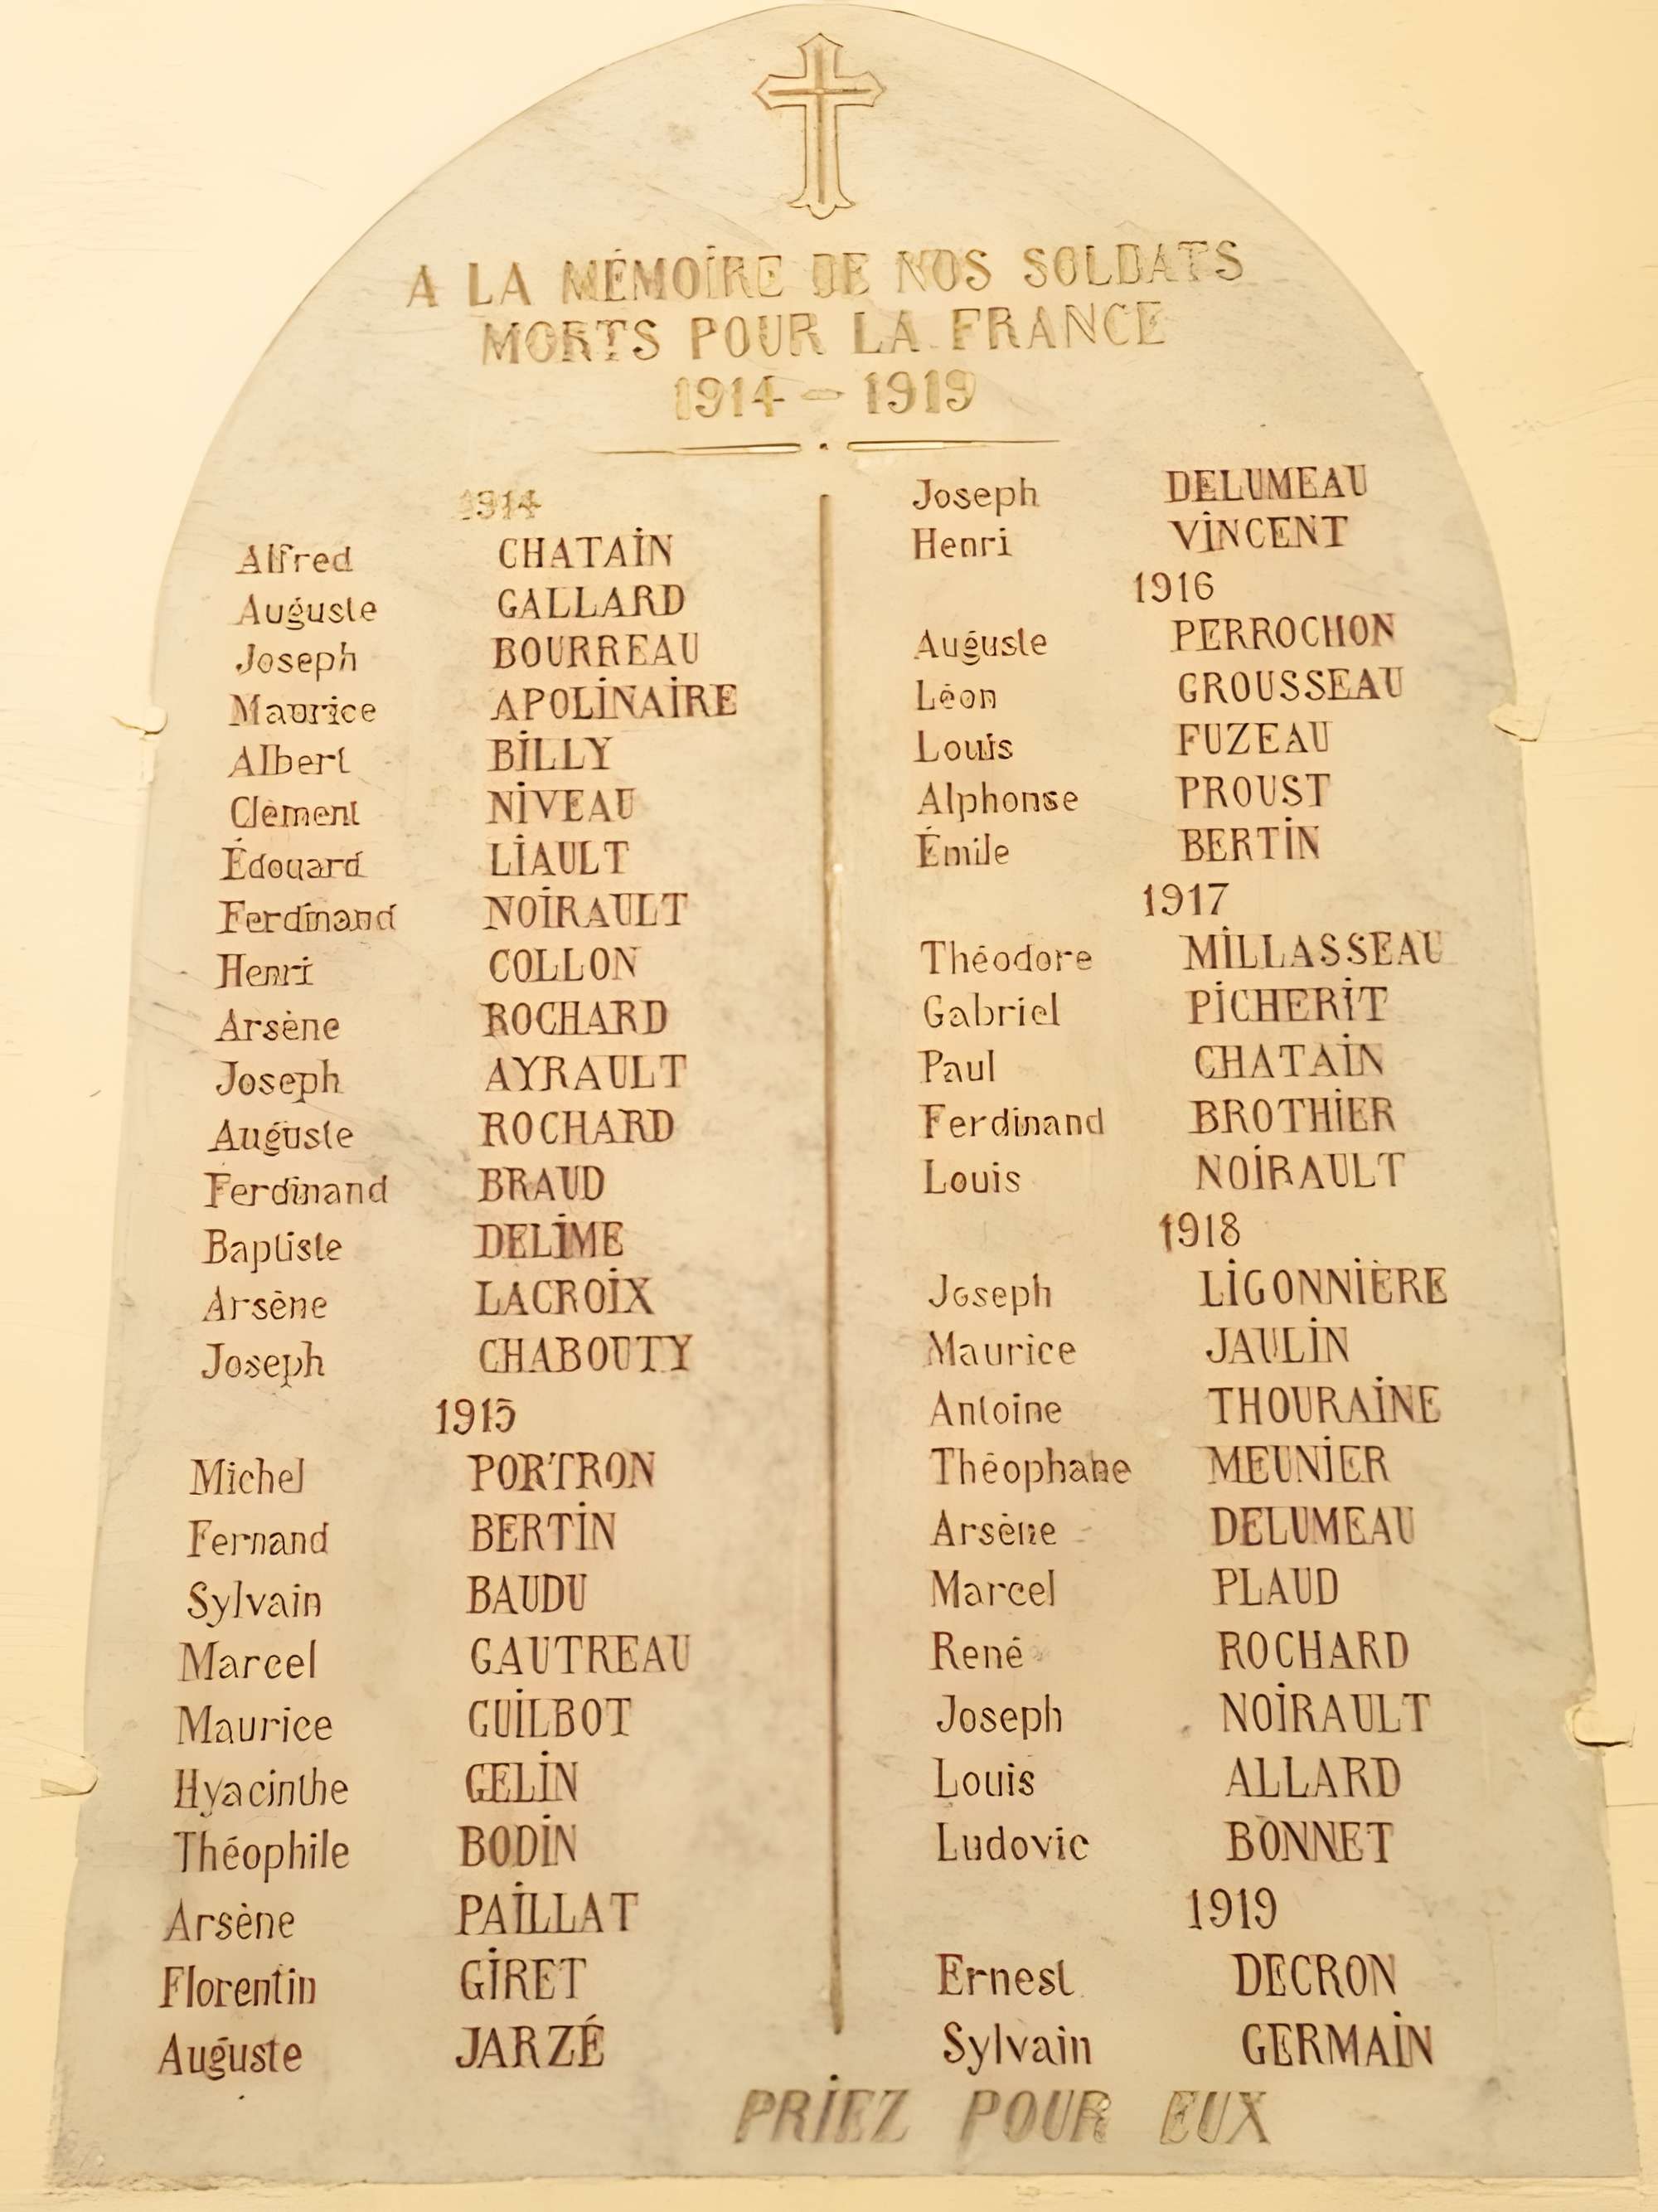 A LA MÉMOIRE DE NOS SOLDATS
MORTS POUR LA FRANCE
1914 - 1919
1914
Alfred CHATAIN
Auguste GALLARD
Joseph BOURREAU
Maurice APOLINAIRE
Albert BILLY
Clément NIVEAU
Édouard LIAULT
Ferdinand NOIRAULT
Henri COLLON
Arsène ROCHARD
Joseph AYRAULT
Auguste ROCHARD
Ferdinand BRAUD
Baptiste DELIME
Arsène LACROIX
Joseph CHABOUTY
1915
Michel PORTRON
Fernand BERTIN
Sylvain BAUDU
Marcel GAUTREAU
Maurice GUILBOT
Hyacinthe GELIN
Théophile BODIN
Arsène PAILLAT
Florentin GIRET
Auguste JARZÉ
Joseph DELUMEAU
Henri VINCENT
1916
Auguste PERROCHON
Léon GROUSSEAU
Louis FUZEAU
Alphonse PROUST
Émile BERTIN
1917
Théodore MILLASSEAU
Gabriel PICHERIT
Paul CHATAIN
Ferdinand BROTHIER
Louis NOIRAULT
1918
Joseph LIGONNIÈRE
Maurice JAULIN
Antoine THOURAINE
Théophane MEUNIER
Arsène DELUMEAU
Marcel PLAUD
René ROCHARD
Joseph NOIRAULT
Louis ALLARD
Ludovic BONNET
1919
Ernest DECRON
Sylvain GERMAIN
PRIEZ POUR EUX